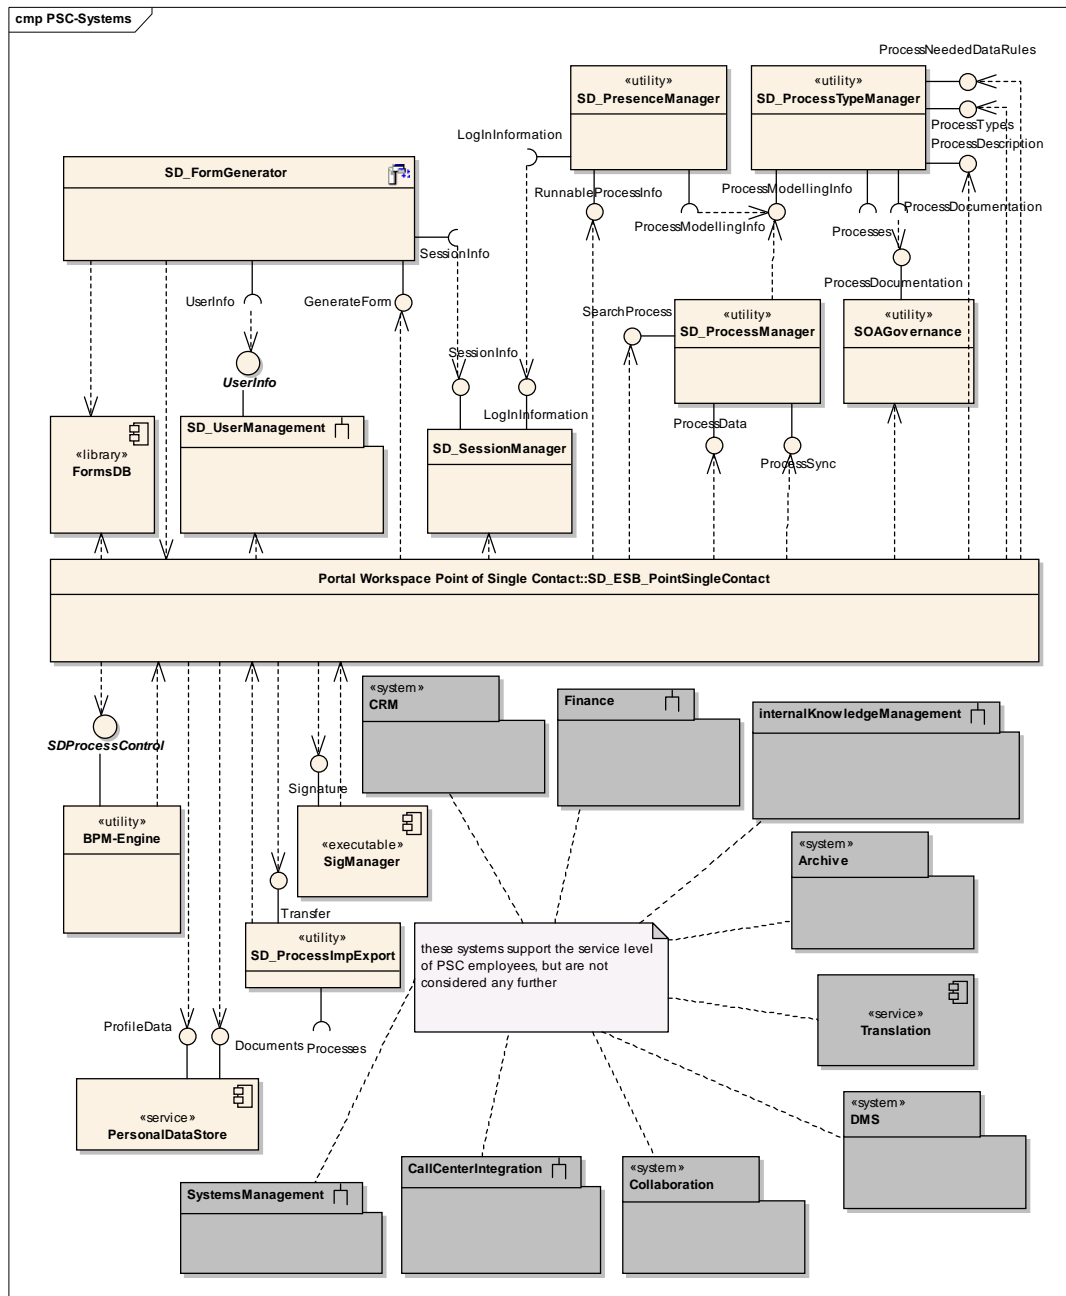 cmp PSC-Systems
ProcessNeededDataRules
«utility»
SD_PresenceManager
«utility»
SD_ProcessTypeManager
ProcessTypes
LogInInformation
ProcessDescription
SD_FormGenerator
RunnableProcessInfo
ProcessModellingInfo
ProcessDocumentation
ProcessModellingInfo
Processes
SessionInfo
UserInfo
GenerateForm
ProcessDocumentation
SearchProcess
«utility»
SD_ProcessManager
«utility»
SOAGovernance
SessionInfo
UserInfo
LogInInformation
ProcessData
SD_UserManagement
SD_SessionManager
«library»
FormsDB
ProcessSync
Portal Workspace Point of Single Contact::SD_ESB_PointSingleContact
«system»
CRM
Finance
internalKnowledgeManagement
SDProcessControl
Signature
«utility»
BPM-Engine
«executable»
SigManager
«system»
Archive
Transfer
«utility»
SD_ProcessImpExport
these systems support the service level
of PSC employees, but are not
considered any further
«service»
Translation
ProfileData
Documents
Processes
«service»
PersonalDataStore
«system»
DMS
SystemsManagement
CallCenterIntegration
«system»
Collaboration